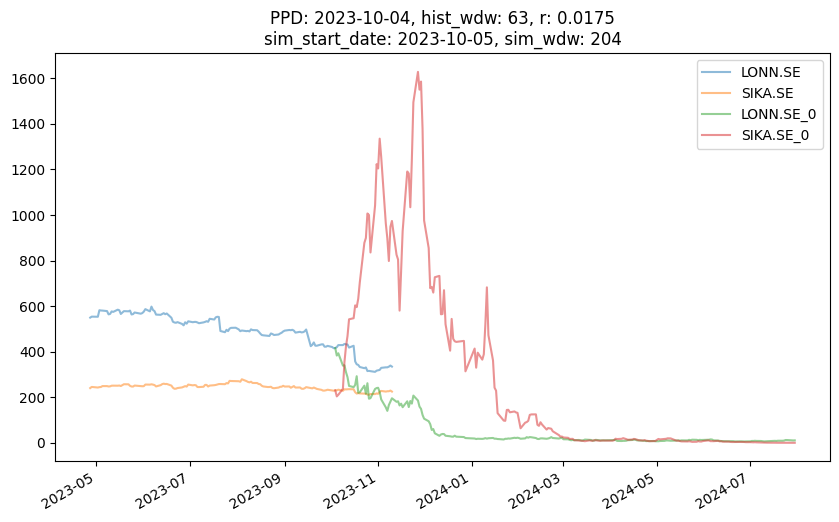 PPD: 2023-10-04, hist_wdw: 63, r: 0.0175
sim_start_date: 2023-10-05, sim_wdw: 204
LONN.SE
SIKA.SE
LONN.SE_0
SIKA.SE_0
1600
1400
1200
1000
800
600
400
200
0
2023-05
2023-07
2023-09
2023-11
2024-01
2024-03
2024-05
2024-07